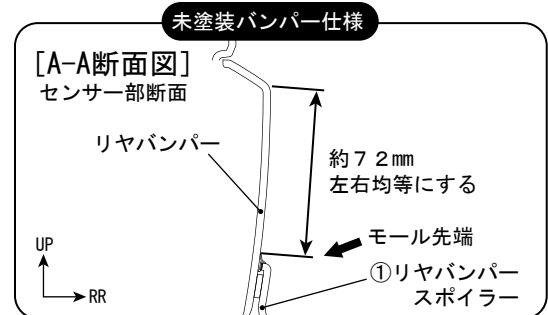 未塗装バンパー仕様
[A-A断面図]
センサー部断面
リヤバンパー
約７２㎜
左右均等にする
モール先端
①リヤバンパー
スポイラー
UP
RR